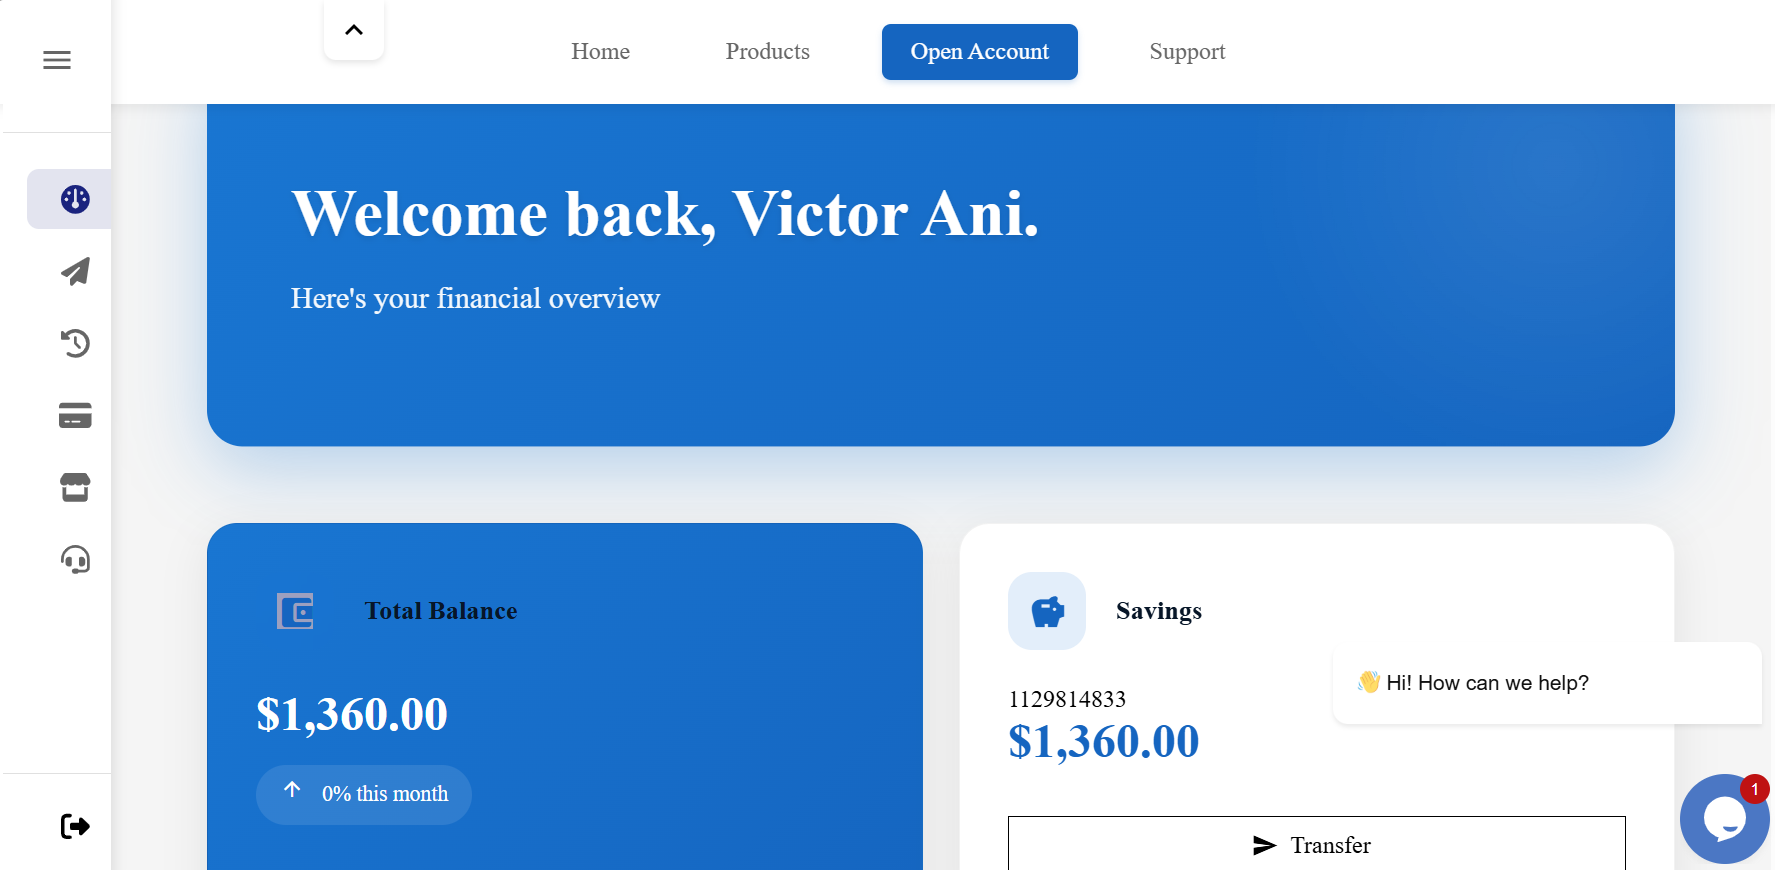 Home
Products
Open Account
Support
Welcome back, Victor Ani.
Here's your financial overview
Total Balance
$1,360.00
0% this month
Savings
1129814833
$1,360.00
Transfer
👋 Hi! How can we help?
1